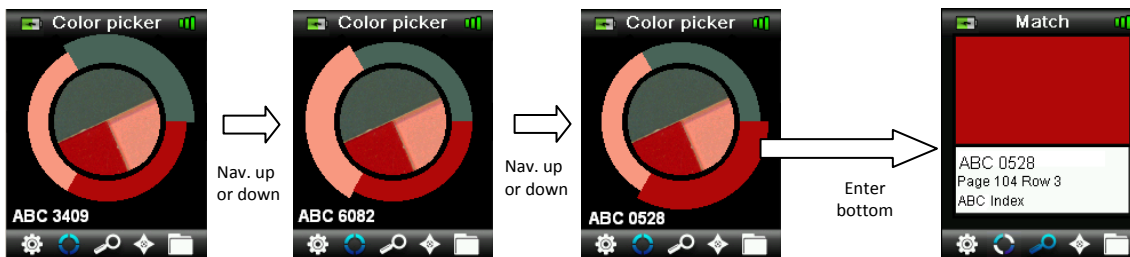 Color picker
ABC 3409
Nav. up
or down
Color picker
ABC 6082
Nav. up
or down
Color picker
ABC 0528
Enter
bottom
Match
ABC 0528
Page 104 Row 3
ABC Index